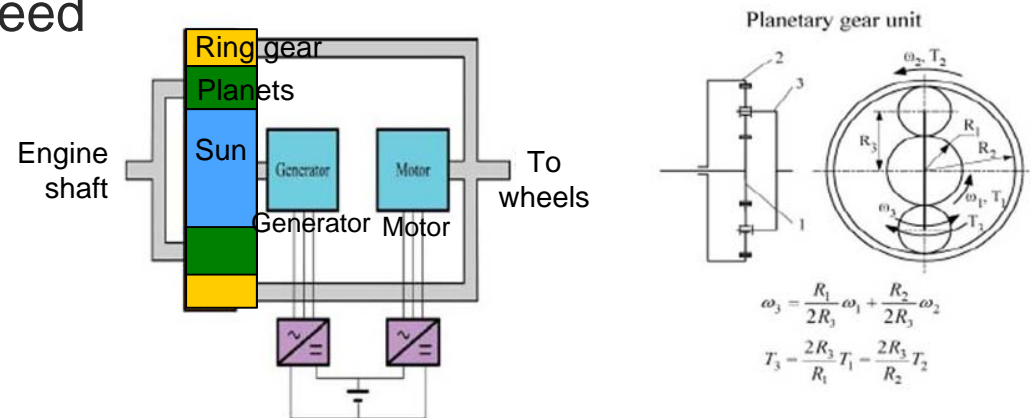 eed
Ring gear
Planets
Sun
Engine
shaft
Generator
Motor
Generator
Motor
To
wheels
~
=
~
=
Planetary gear unit
2
3
1
ω₂, T₂
R₁
R₃
R₂
ω₁, T₁
ω₃
T₃
ω₃ = R₁/2R₃ ω₁ + R₂/2R₃ ω₂
T₃ = 2R₃/R₁ T₁ = 2R₃/R₂ T₂